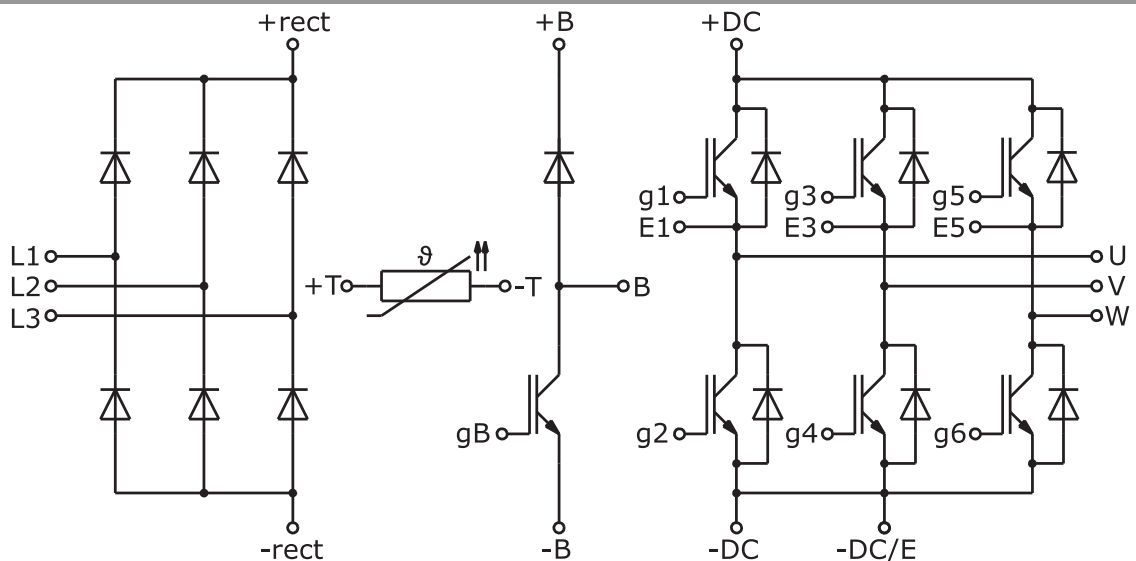 +rect
+B
+DC
g1
g3
g5
E1
E3
E5
L1
L2
L3
ϑ
+T
-T
B
U
V
W
gB
g2
g4
g6
-rect
-B
-DC
-DC/E